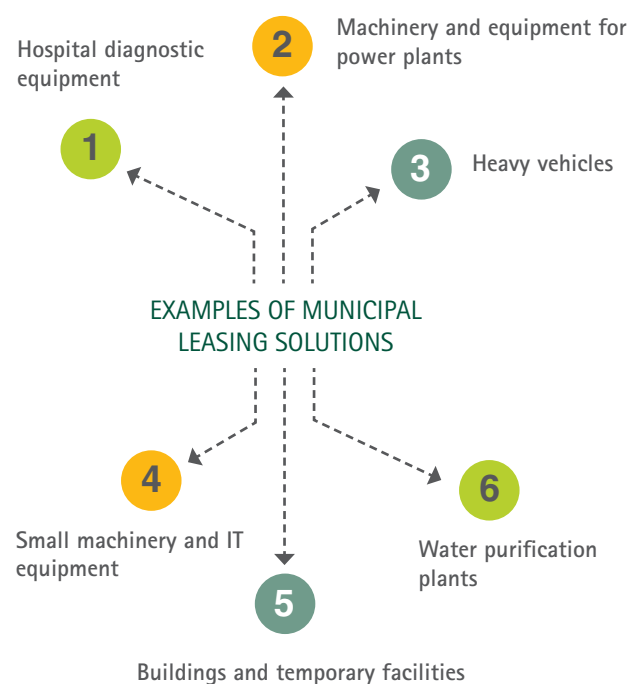 Hospital diagnostic
equipment
1
2
Machinery and equipment for
power plants
3
Heavy vehicles
EXAMPLES OF MUNICIPAL
LEASING SOLUTIONS
4
Small machinery and IT
equipment
5
Buildings and temporary facilities
6
Water purification
plants